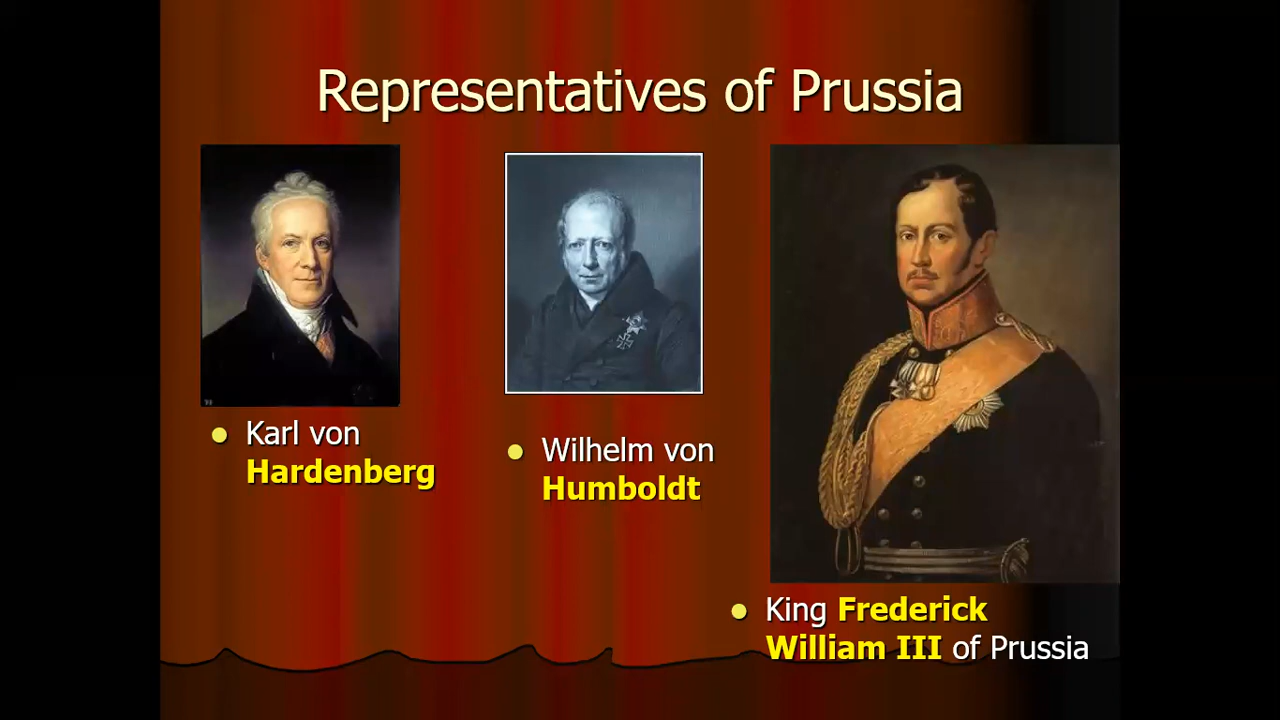 Representatives of Prussia
● Karl von
Hardenberg
● Wilhelm von
Humboldt
● King Frederick
William III of Prussia